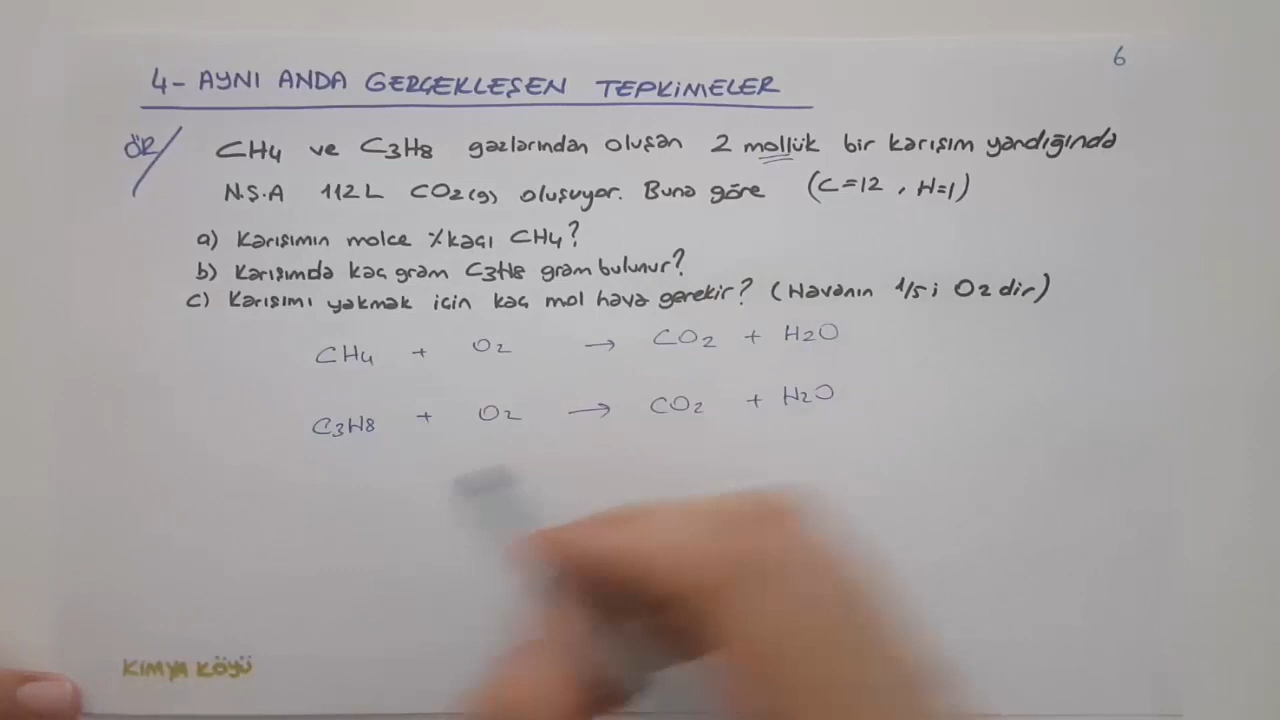 6
4- AYNI ANDA GERÇEKLEŞEN TEPKİMELER
ÖR/ CH4 ve C3H8 gazlarından oluşan 2 mollük bir karışım yandığında
N.Ş.A 112 L CO2(g) oluşuyor. Buna göre (C=12 , H=1)
a) Karışımın molce %kaçı CH4?
b) Karışımda kaç gram C3H8 gram bulunur?
c) Karışımı yakmak için kaç mol hava gerekir? (Havanın 1/5 i O2 dir)
CH4 + O2 → CO2 + H2O
C3H8 + O2 → CO2 + H2O
KİMYA KÖYÜ